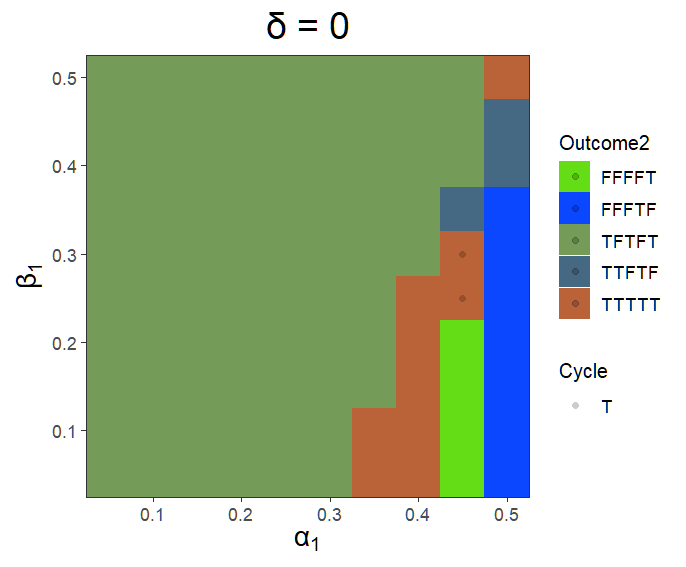 δ = 0
0.5
0.4
0.3
0.2
0.1
β1
0.1 0.2 0.3 0.4 0.5
α1
Outcome2
FFFFT
FFFTF
TFTFT
TTFTF
TTTTT
Cycle
T